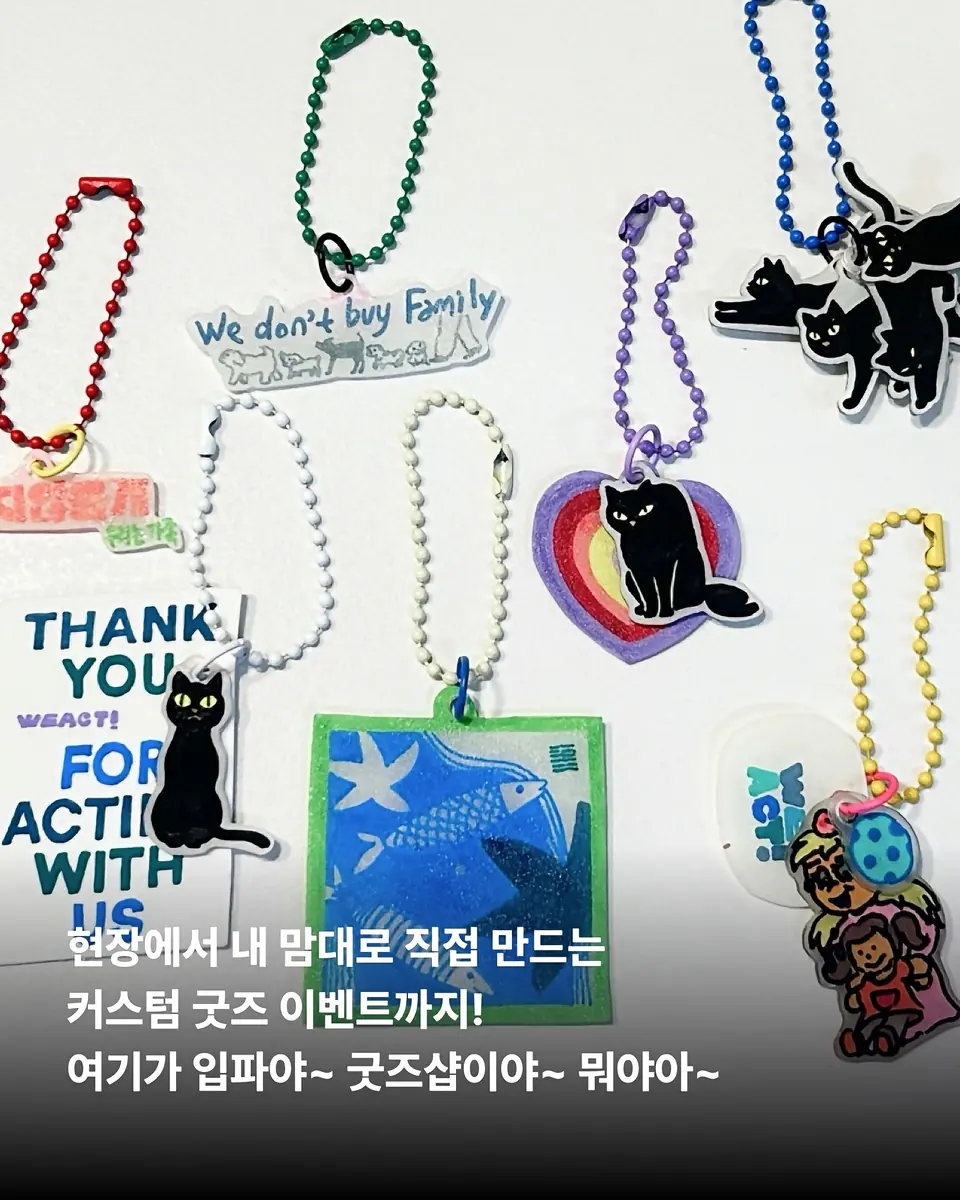 We don't buy Family
THANK
YOU
WEACT!
FOR
WITH
US
WE
ACT!
현장에서 내 맘대로 직접 만드는
커스텀 굿즈 이벤트까지!
여기가 입파야~ 굿즈샵이야~ 뭐야아~